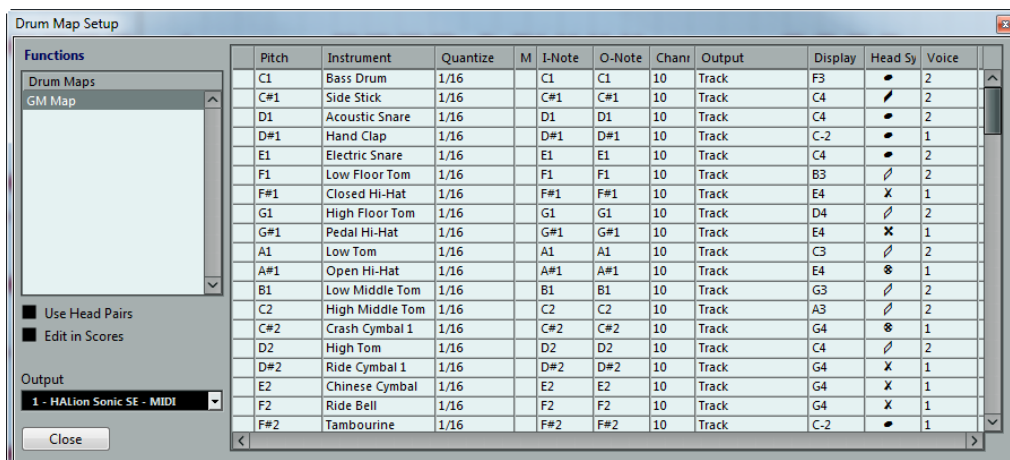 Drum Map Setup
Functions
Drum Maps
GM Map
Use Head Pairs
Edit in Scores
Output
1 - HALion Sonic SE - MIDI
Close
Pitch Instrument Quantize M I-Note O-Note Chann Output Display Head Sy Voice
C1 Bass Drum 1/16 C1 C1 10 Track F3 2
C#1 Side Stick 1/16 C#1 C#1 10 Track C4 2
D1 Acoustic Snare 1/16 D1 D1 10 Track C4 2
D#1 Hand Clap 1/16 D#1 D#1 10 Track C-2 1
E1 Electric Snare 1/16 E1 E1 10 Track C4 2
F1 Low Floor Tom 1/16 F1 F1 10 Track B3 2
F#1 Closed Hi-Hat 1/16 F#1 F#1 10 Track E4 1
G1 High Floor Tom 1/16 G1 G1 10 Track D4 2
G#1 Pedal Hi-Hat 1/16 G#1 G#1 10 Track E4 1
A1 Low Tom 1/16 A1 A1 10 Track C3 2
A#1 Open Hi-Hat 1/16 A#1 A#1 10 Track E4 1
B1 Low Middle Tom 1/16 B1 B1 10 Track G3 2
C2 High Middle Tom 1/16 C2 C2 10 Track A3 2
C#2 Crash Cymbal 1 1/16 C#2 C#2 10 Track G4 1
D2 High Tom 1/16 D2 D2 10 Track C4 2
D#2 Ride Cymbal 1 1/16 D#2 D#2 10 Track G4 1
E2 Chinese Cymbal 1/16 E2 E2 10 Track G4 1
F2 Ride Bell 1/16 F2 F2 10 Track G4 1
F#2 Tambourine 1/16 F#2 F#2 10 Track C-2 1